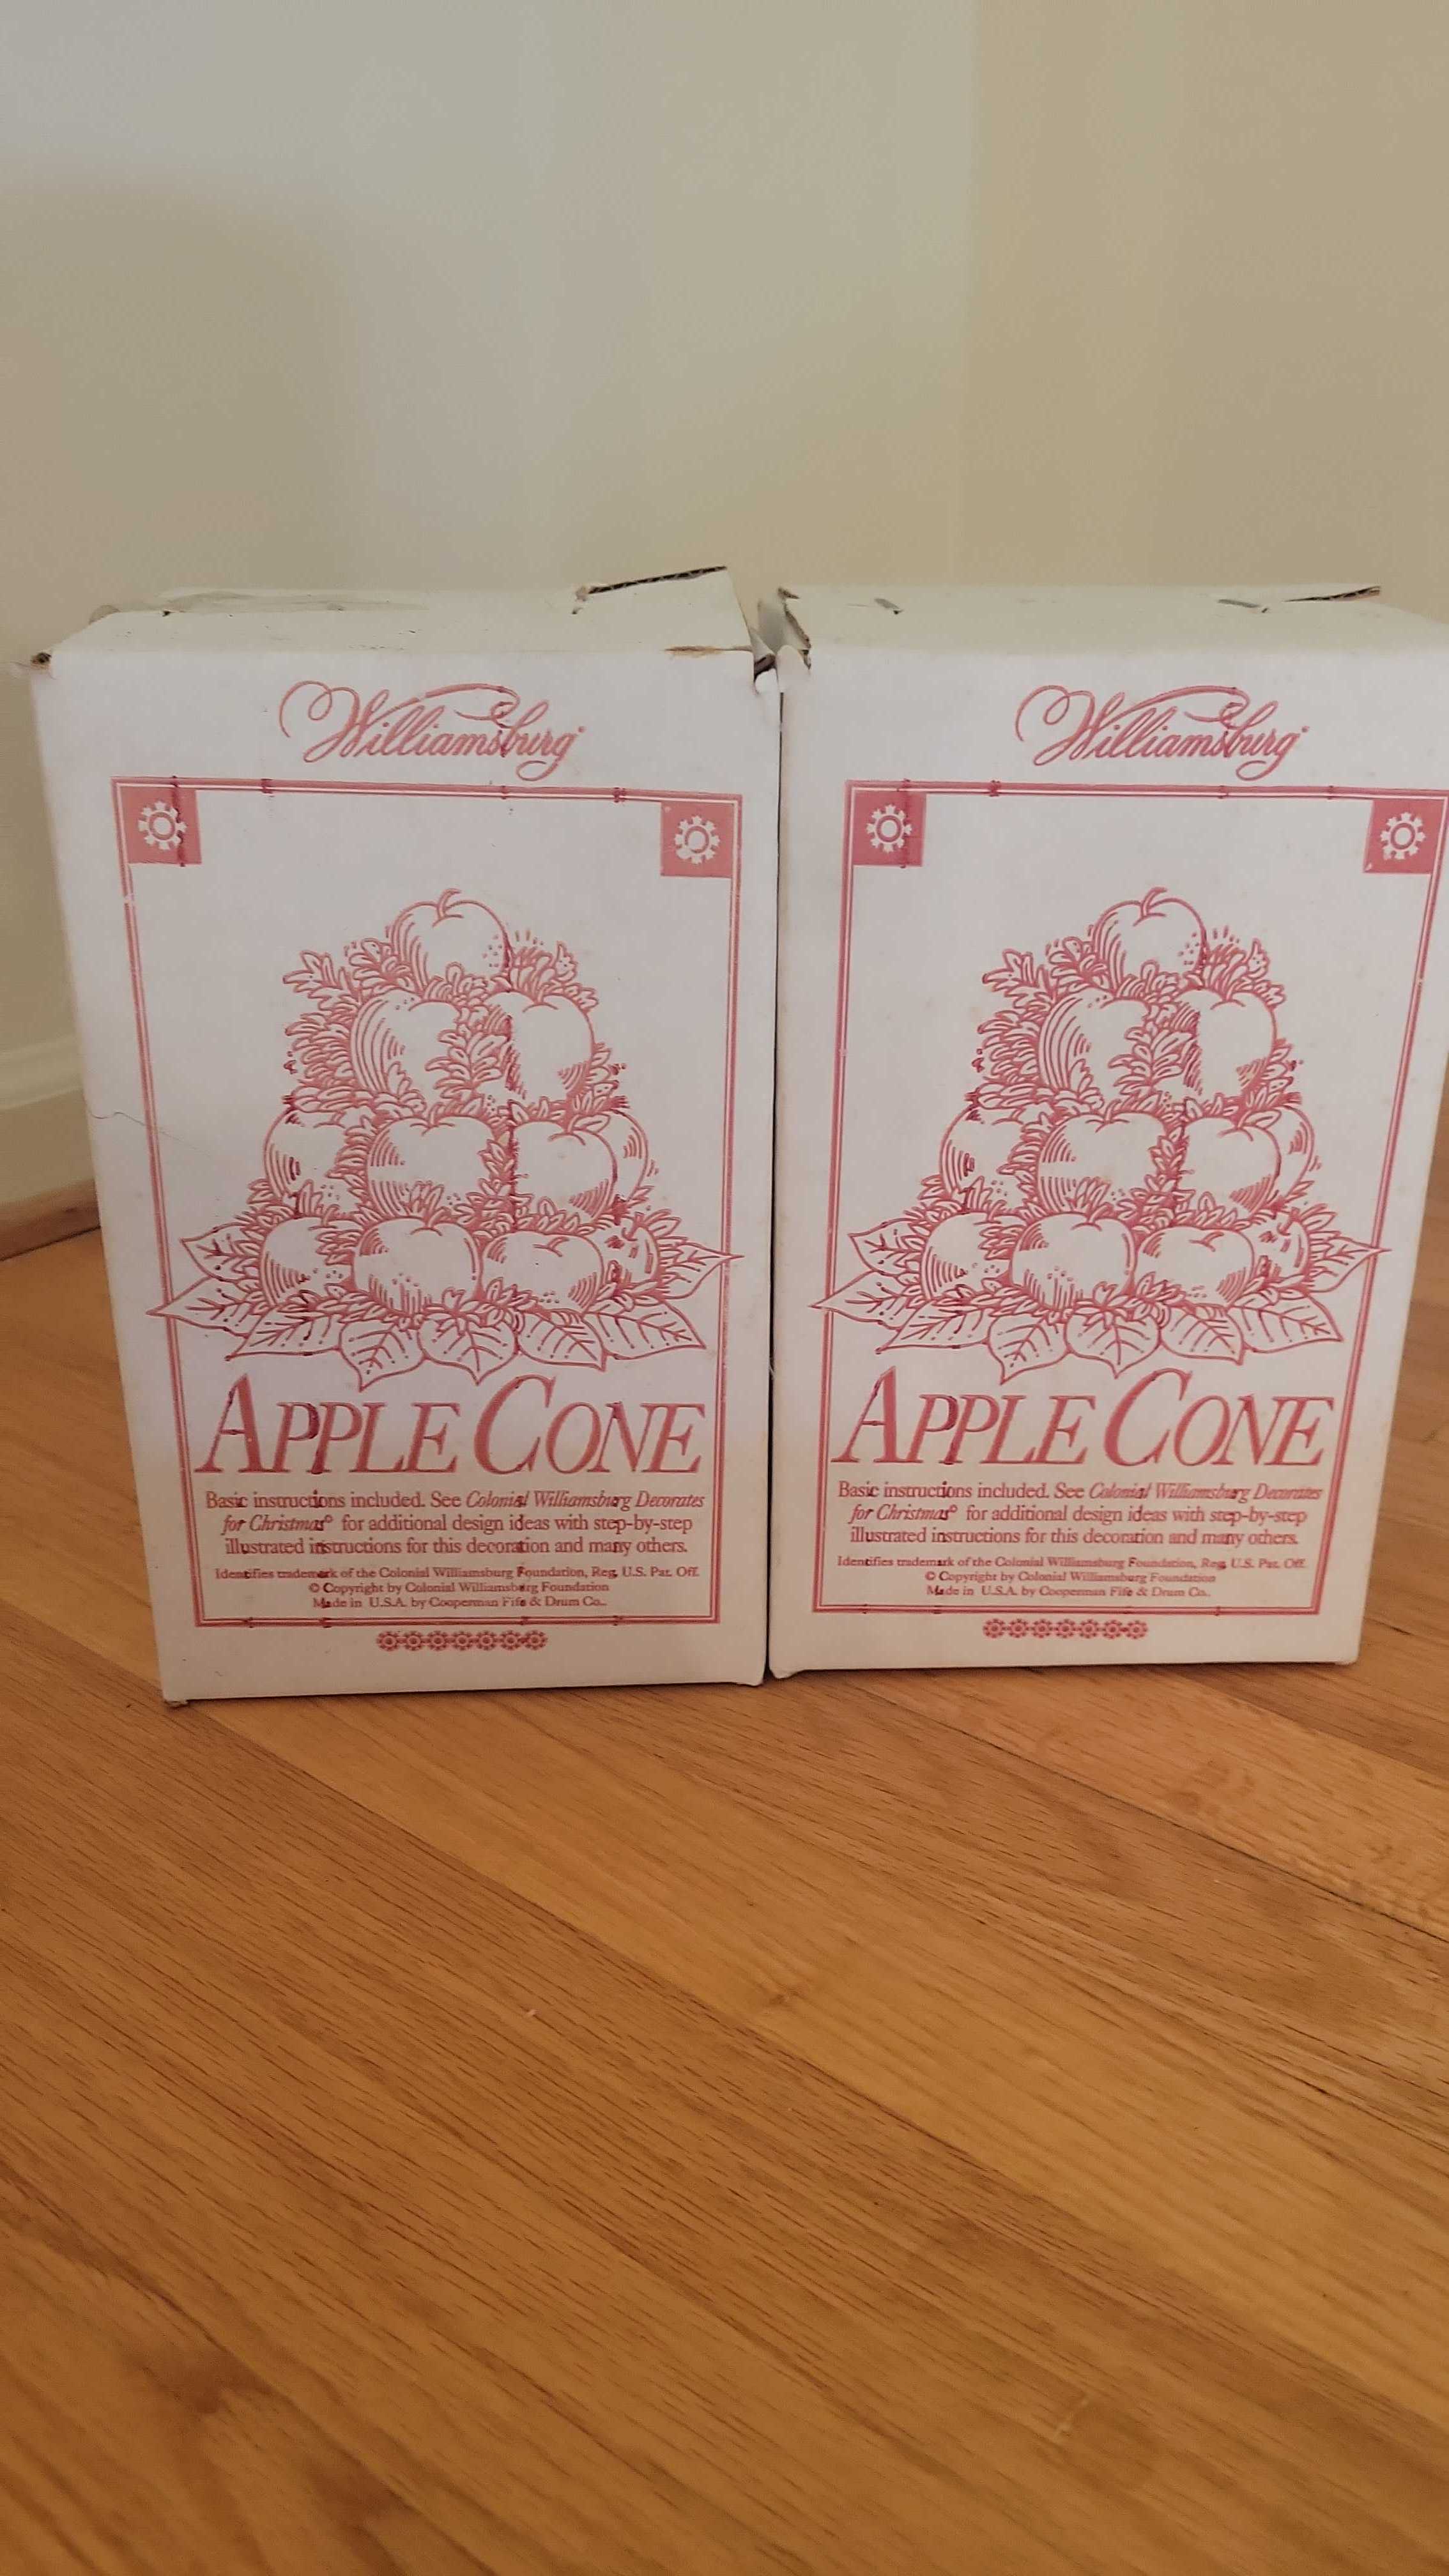 Williamsburg®
APPLE CONE
Basic instructions included. See Colonial Williamsburg Decorates
for Christmas® for additional design ideas with step-by-step
illustrated instructions for this decoration and many others.
Identifies trademark of the Colonial Williamsburg Foundation, Reg. U.S. Pat. Off.
© Copyright by Colonial Williamsburg Foundation
Made in U.S.A. by Cooperman Fife & Drum Co..
Williamsburg®
APPLE CONE
Basic instructions included. See Colonial Williamsburg Decorates
for Christmas® for additional design ideas with step-by-step
illustrated instructions for this decoration and many others.
Identifies trademark of the Colonial Williamsburg Foundation, Reg. U.S. Pat. Off.
© Copyright by Colonial Williamsburg Foundation
Made in U.S.A. by Cooperman Fife & Drum Co..